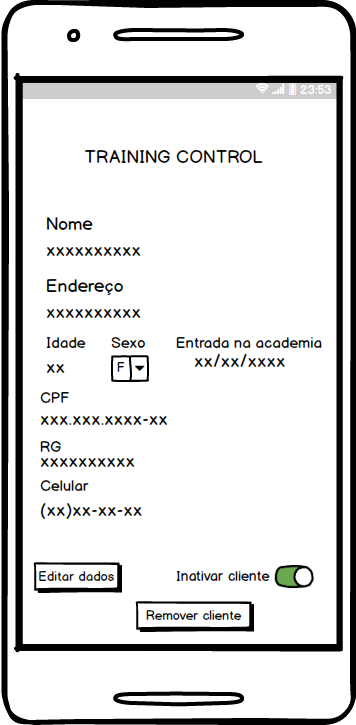 23:53
TRAINING CONTROL
Nome
xxxxxxxxxx
Endereço
xxxxxxxxxx
Idade Sexo Entrada na academia
xx F xx/xx/xxxx
CPF
xxx.xxx.xxxx-xx
RG
xxxxxxxxxx
Celular
(xx)xx-xx-xx
Editar dados Inativar cliente
Remover cliente